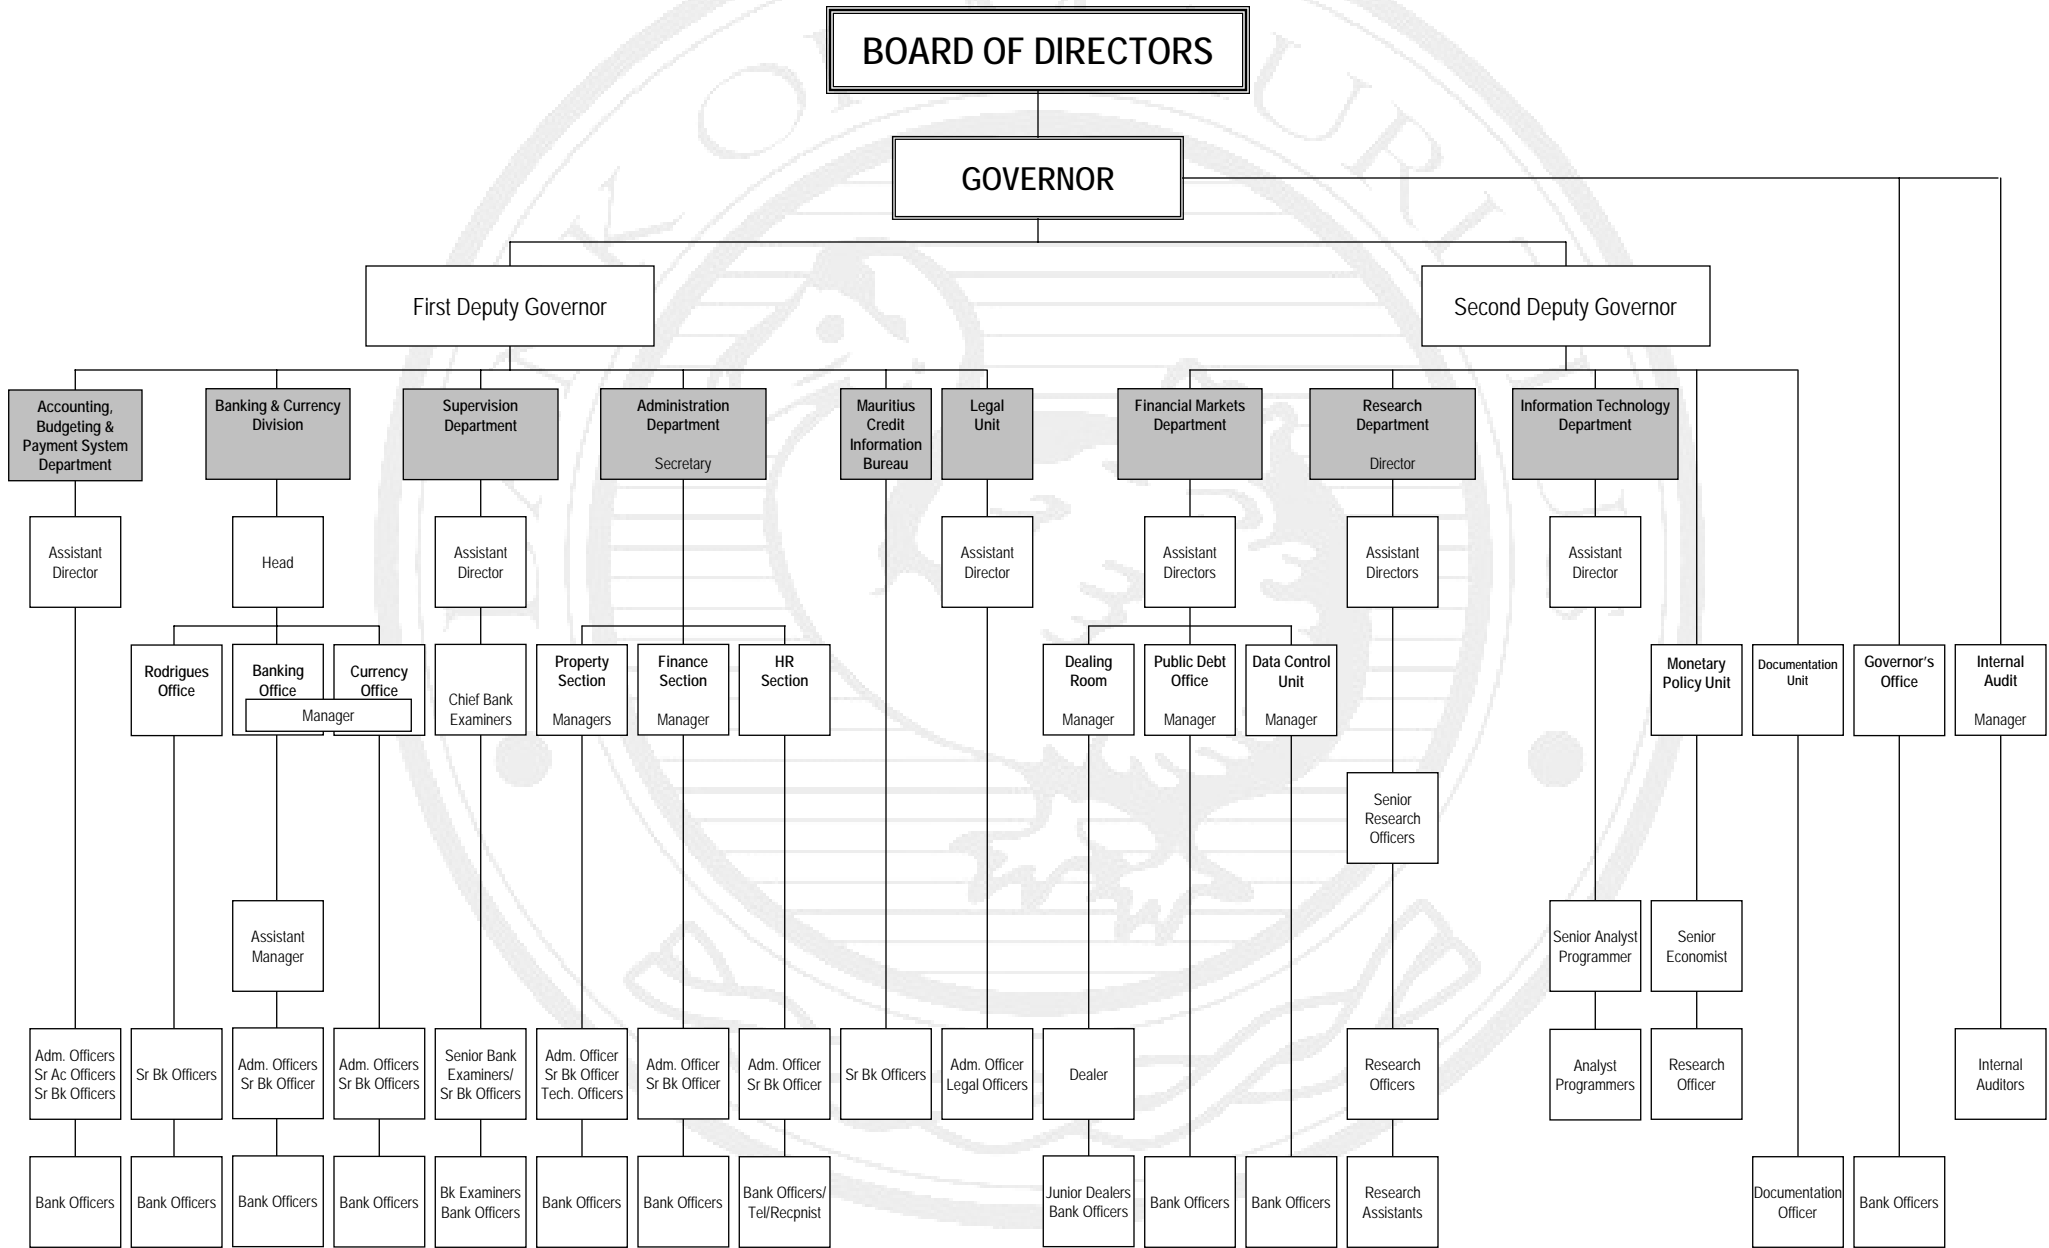 BOARD OF DIRECTORS
GOVERNOR
First Deputy Governor
Second Deputy Governor
Accounting,
Budgeting &
Payment System
Department
Banking & Currency
Division
Supervision
Department
Administration
Department
Secretary
Mauritius
Credit
Information
Bureau
Legal
Unit
Financial Markets
Department
Research
Department
Director
Information Technology
Department
Assistant
Director
Head
Assistant
Director
Assistant
Director
Assistant
Directors
Assistant
Directors
Assistant
Director
Rodrigues
Office
Banking
Office
Currency
Office
Manager
Chief Bank
Examiners
Property
Section
Managers
Finance
Section
Manager
HR
Section
Dealing
Room
Manager
Public Debt
Office
Manager
Data Control
Unit
Manager
Monetary
Policy Unit
Documentation
Unit
Governor's
Office
Internal
Audit
Manager
Senior
Research
Officers
Assistant
Manager
Senior Analyst
Programmer
Senior
Economist
Adm. Officers
Sr Ac Officers
Sr Bk Officers
Sr Bk Officers
Adm. Officers
Sr Bk Officer
Adm. Officers
Sr Bk Officers
Senior Bank
Examiners/
Sr Bk Officers
Adm. Officer
Sr Bk Officer
Tech. Officers
Adm. Officer
Sr Bk Officer
Adm. Officer
Sr Bk Officer
Sr Bk Officers
Adm. Officer
Legal Officers
Dealer
Research
Officers
Analyst
Programmers
Research
Officer
Internal
Auditors
Bank Officers
Bank Officers
Bank Officers
Bank Officers
Bk Examiners
Bank Officers
Bank Officers
Bank Officers
Bank Officers/
Tel/Recpnist
Junior Dealers
Bank Officers
Bank Officers
Bank Officers
Research
Assistants
Documentation
Officer
Bank Officers